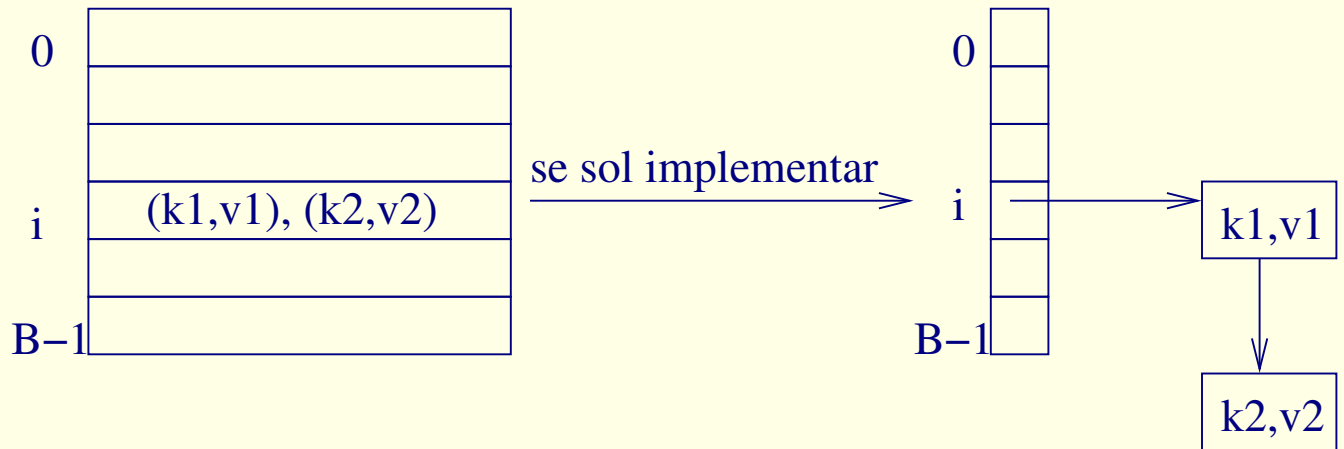 0
i
B−1
(k1,v1), (k2,v2)
se sol implementar
0
i
B−1
k1,v1
k2,v2